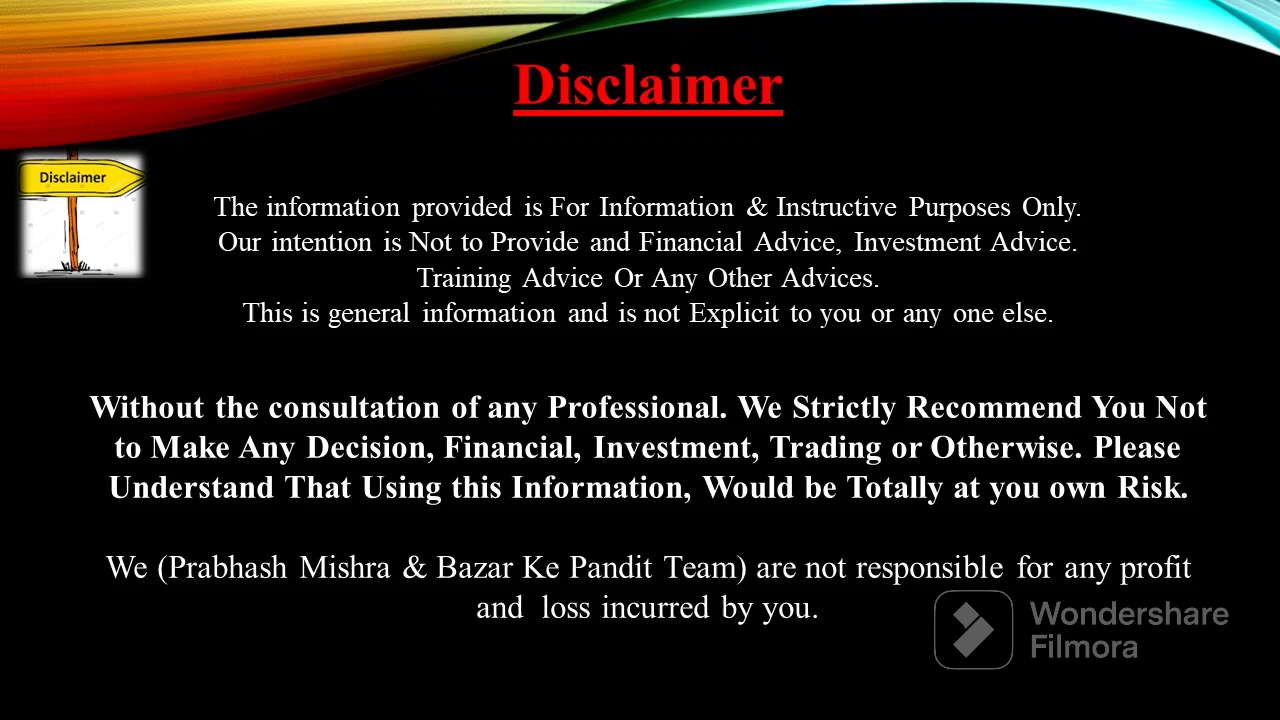 Disclaimer
Disclaimer
The information provided is For Information & Instructive Purposes Only.
Our intention is Not to Provide and Financial Advice, Investment Advice.
Training Advice Or Any Other Advices.
This is general information and is not Explicit to you or any one else.
Without the consultation of any Professional. We Strictly Recommend You Not
to Make Any Decision, Financial, Investment, Trading or Otherwise. Please
Understand That Using this Information, Would be Totally at you own Risk.
We (Prabhash Mishra & Bazar Ke Pandit Team) are not responsible for any profit
and loss incurred by you.
Wondershare
Filmora